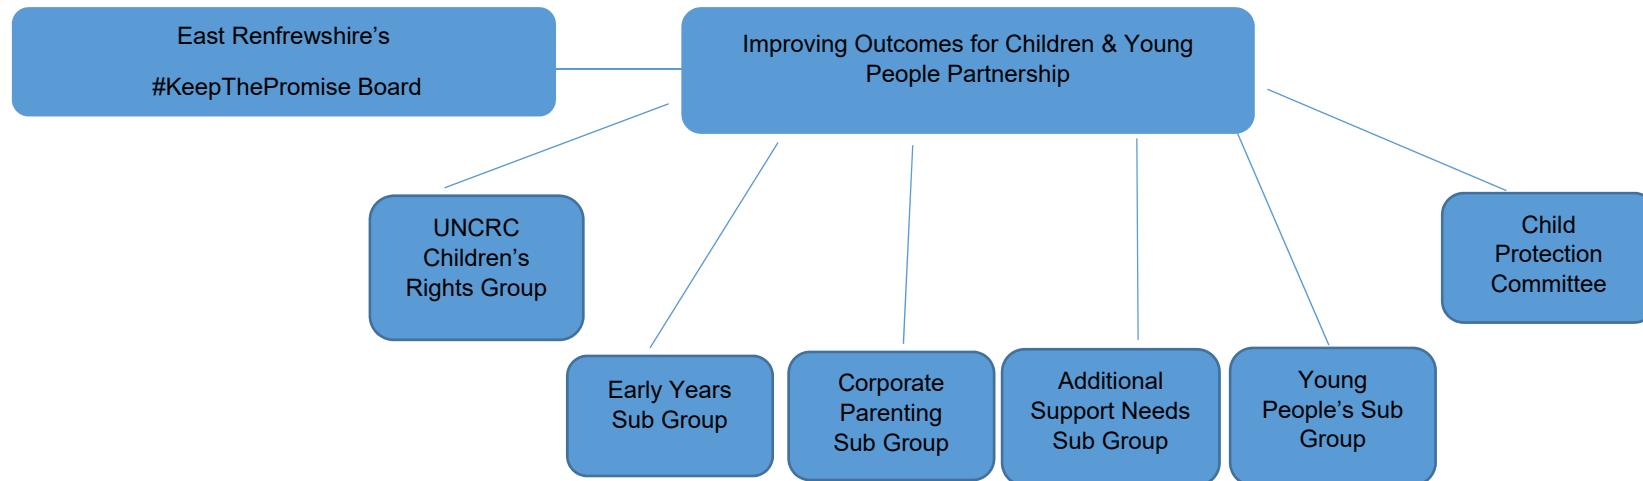 East Renfrewshire’s
#KeepThePromise Board
Improving Outcomes for Children & Young
People Partnership
UNCRC
Children’s
Rights Group
Child
Protection
Committee
Early Years
Sub Group
Corporate
Parenting
Sub Group
Additional
Support Needs
Sub Group
Young
People’s Sub
Group